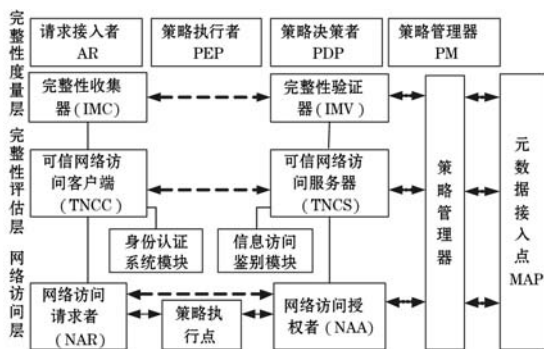 完整性度量层
请求接入者
AR
策略执行者
PEP
策略决策者
PDP
策略管理器
PM
完整性收集
器(IMC)
完整性验证
器(IMV)
完整性评估层
可信网络访
问客户端
(TNCC)
可信网络访
问服务器
(TNCS)
身份认证
系统模块
信息访问
鉴别模块
网络访问层
网络访问
请求者
(NAR)
策略执
行点
网络访问授
权者(NAA)
策略管理器
元数据接入点
MAP